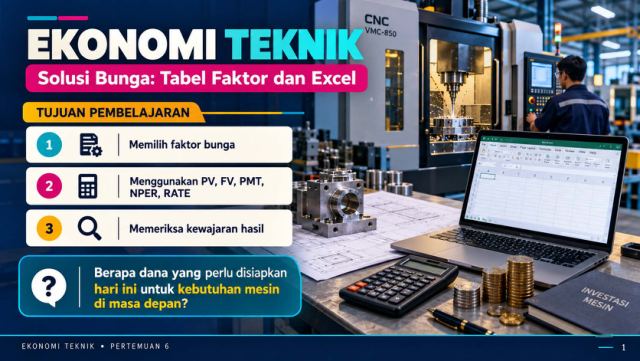 EKONOMI TEKNIK
Solusi Bunga: Tabel Faktor dan Excel
TUJUAN PEMBELAJARAN
1 Memilih faktor bunga
2 Menggunakan PV, FV, PMT,
NPER, RATE
3 Memeriksa kewajaran hasil
?
Berapa dana yang perlu disiapkan
hari ini untuk kebutuhan mesin
di masa depan?
CNC
VMC-850
INVESTASI
MESIN
EKONOMI TEKNIK • PERTEMUAN 6
1